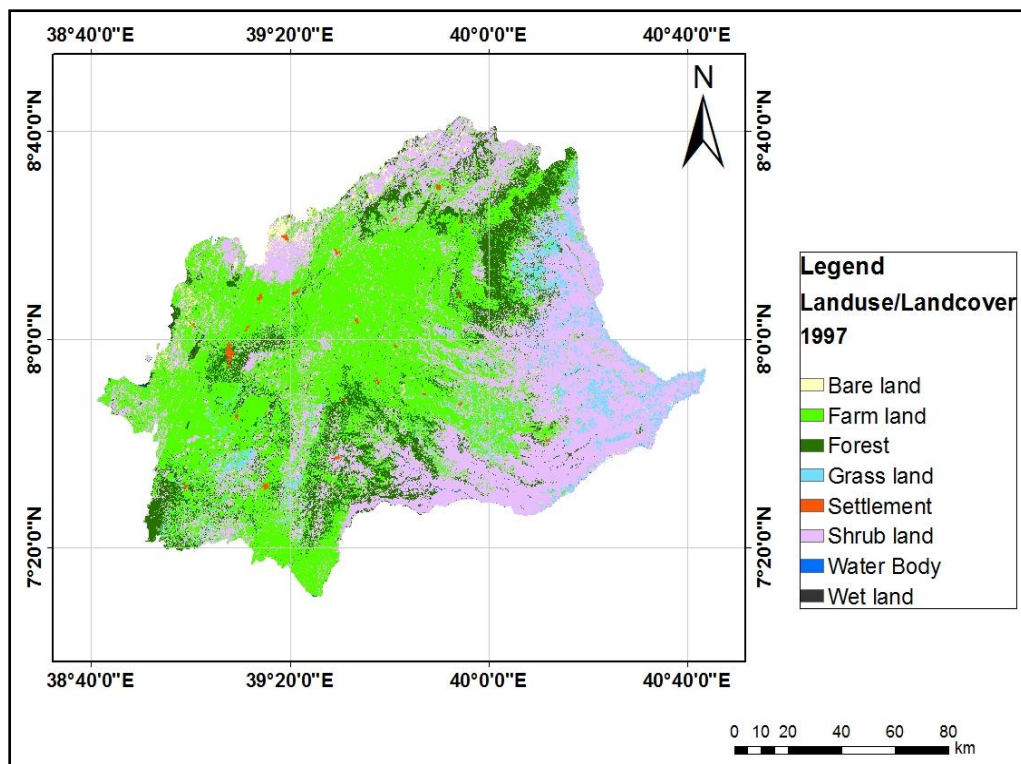 38°40'0"E 39°20'0"E 40°0'0"E 40°40'0"E
N
8°40'0"N 8°40'0"N
8°0'0"N 8°0'0"N
7°20'0"N 7°20'0"N
Legend
Landuse/Landcover
1997
Bare land
Farm land
Forest
Grass land
Settlement
Shrub land
Water Body
Wet land
38°40'0"E 39°20'0"E 40°0'0"E 40°40'0"E
0 10 20 40 60 80
km